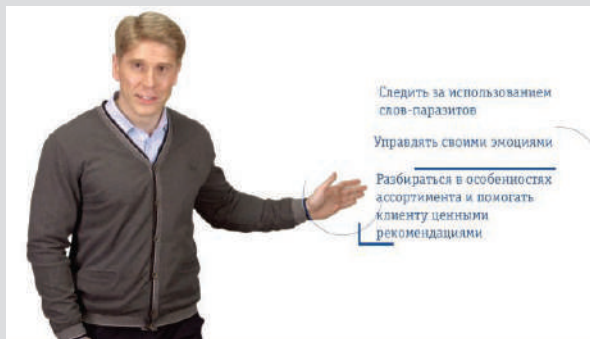 Следить за использованием
слов-паразитов
Управлять своими эмоциями
Разбираться в особенностях
ассортимента и помогать
клиенту ценными
рекомендациями